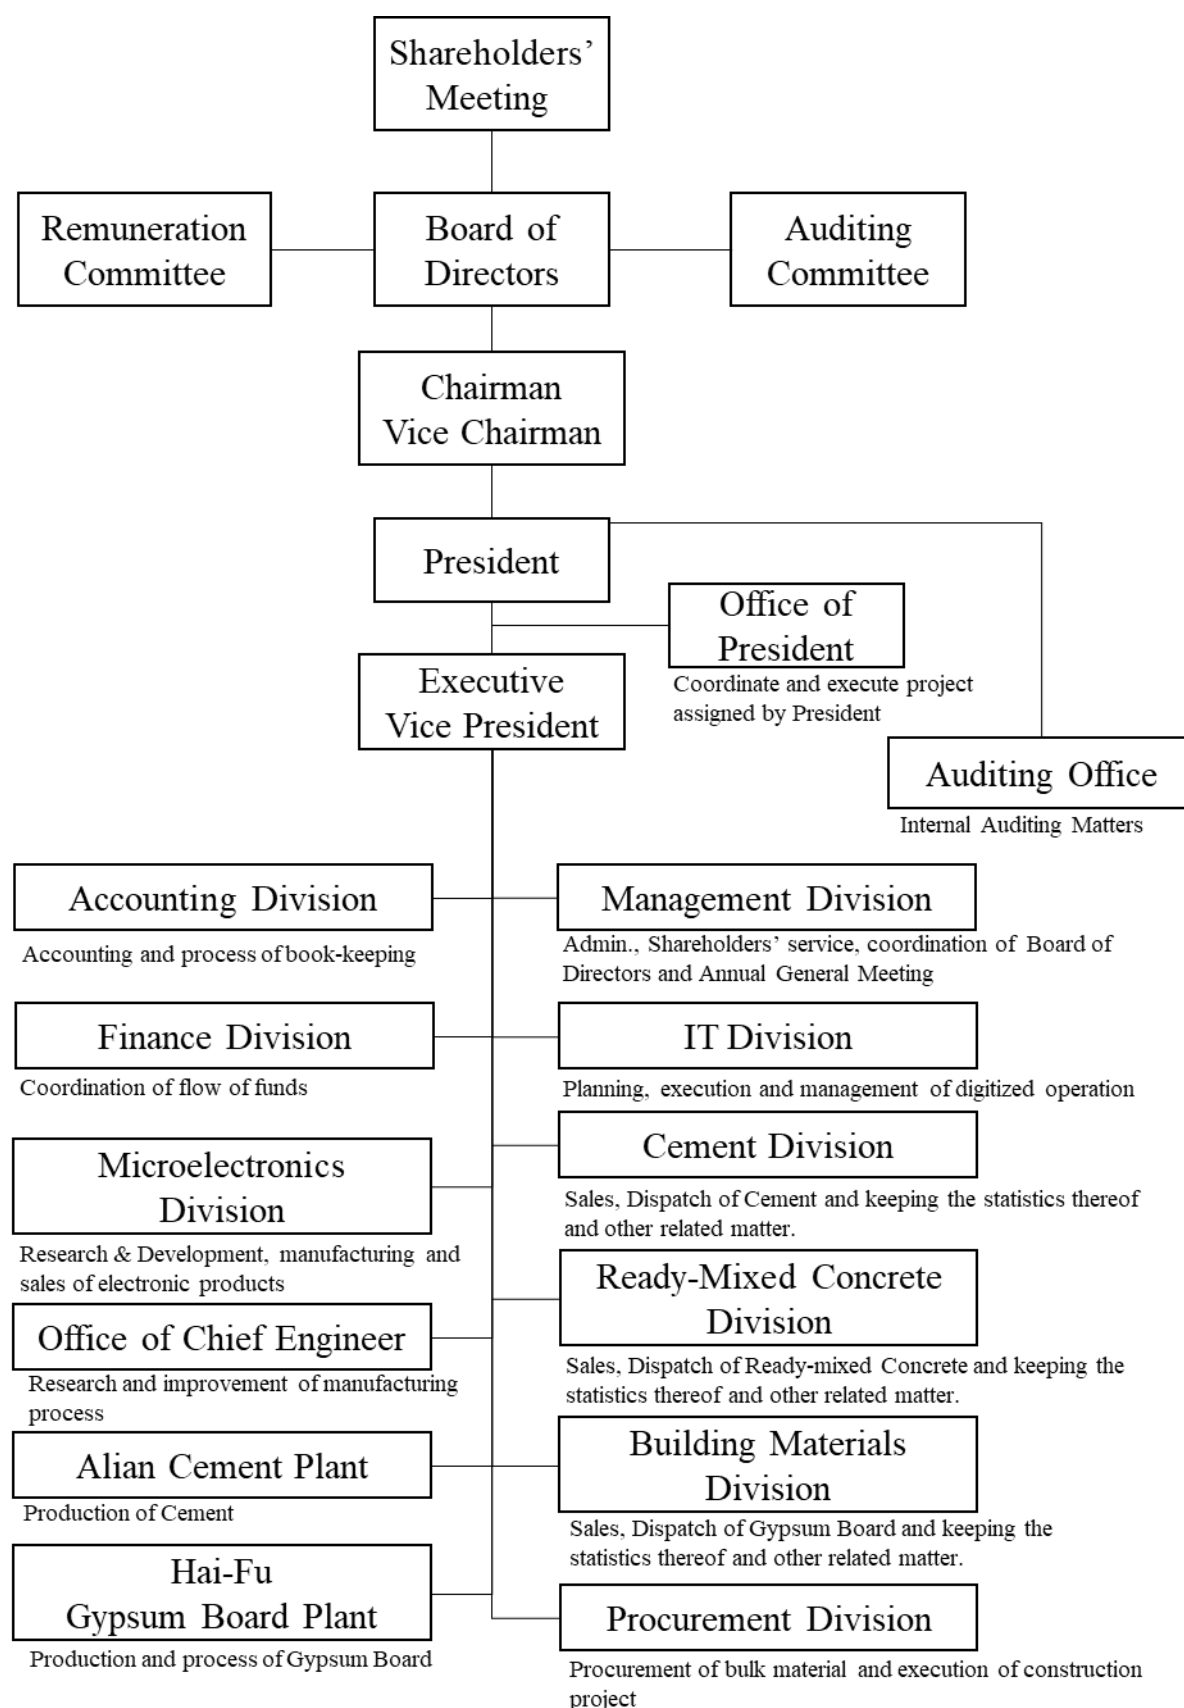 Shareholders’
Meeting
Remuneration
Committee
Board of
Directors
Auditing
Committee
Chairman
Vice Chairman
President
Office of
President
Coordinate and execute project
assigned by President
Executive
Vice President
Auditing Office
Internal Auditing Matters
Accounting Division
Accounting and process of book-keeping
Management Division
Admin., Shareholders’ service, coordination of Board of
Directors and Annual General Meeting
Finance Division
Coordination of flow of funds
IT Division
Planning, execution and management of digitized operation
Microelectronics
Division
Research & Development, manufacturing and
sales of electronic products
Cement Division
Sales, Dispatch of Cement and keeping the statistics thereof
and other related matter.
Office of Chief Engineer
Research and improvement of manufacturing
process
Ready-Mixed Concrete
Division
Sales, Dispatch of Ready-mixed Concrete and keeping the
statistics thereof and other related matter.
Alian Cement Plant
Production of Cement
Building Materials
Division
Sales, Dispatch of Gypsum Board and keeping the
statistics thereof and other related matter.
Hai-Fu
Gypsum Board Plant
Production and process of Gypsum Board
Procurement Division
Procurement of bulk material and execution of construction
project